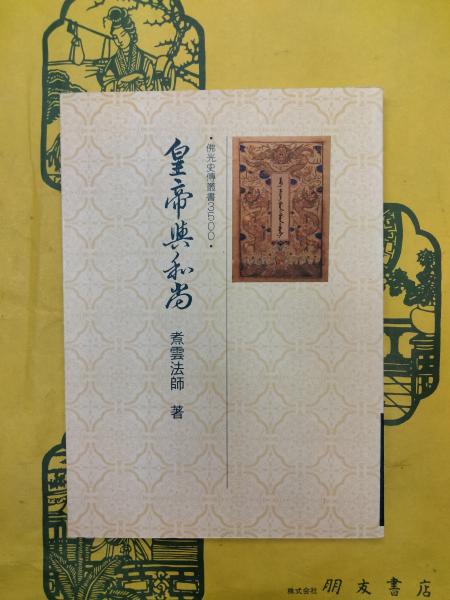 •佛光史傳叢書3500•
皇帝與和尚
煮雲法師 著
株式会社 朋友書店